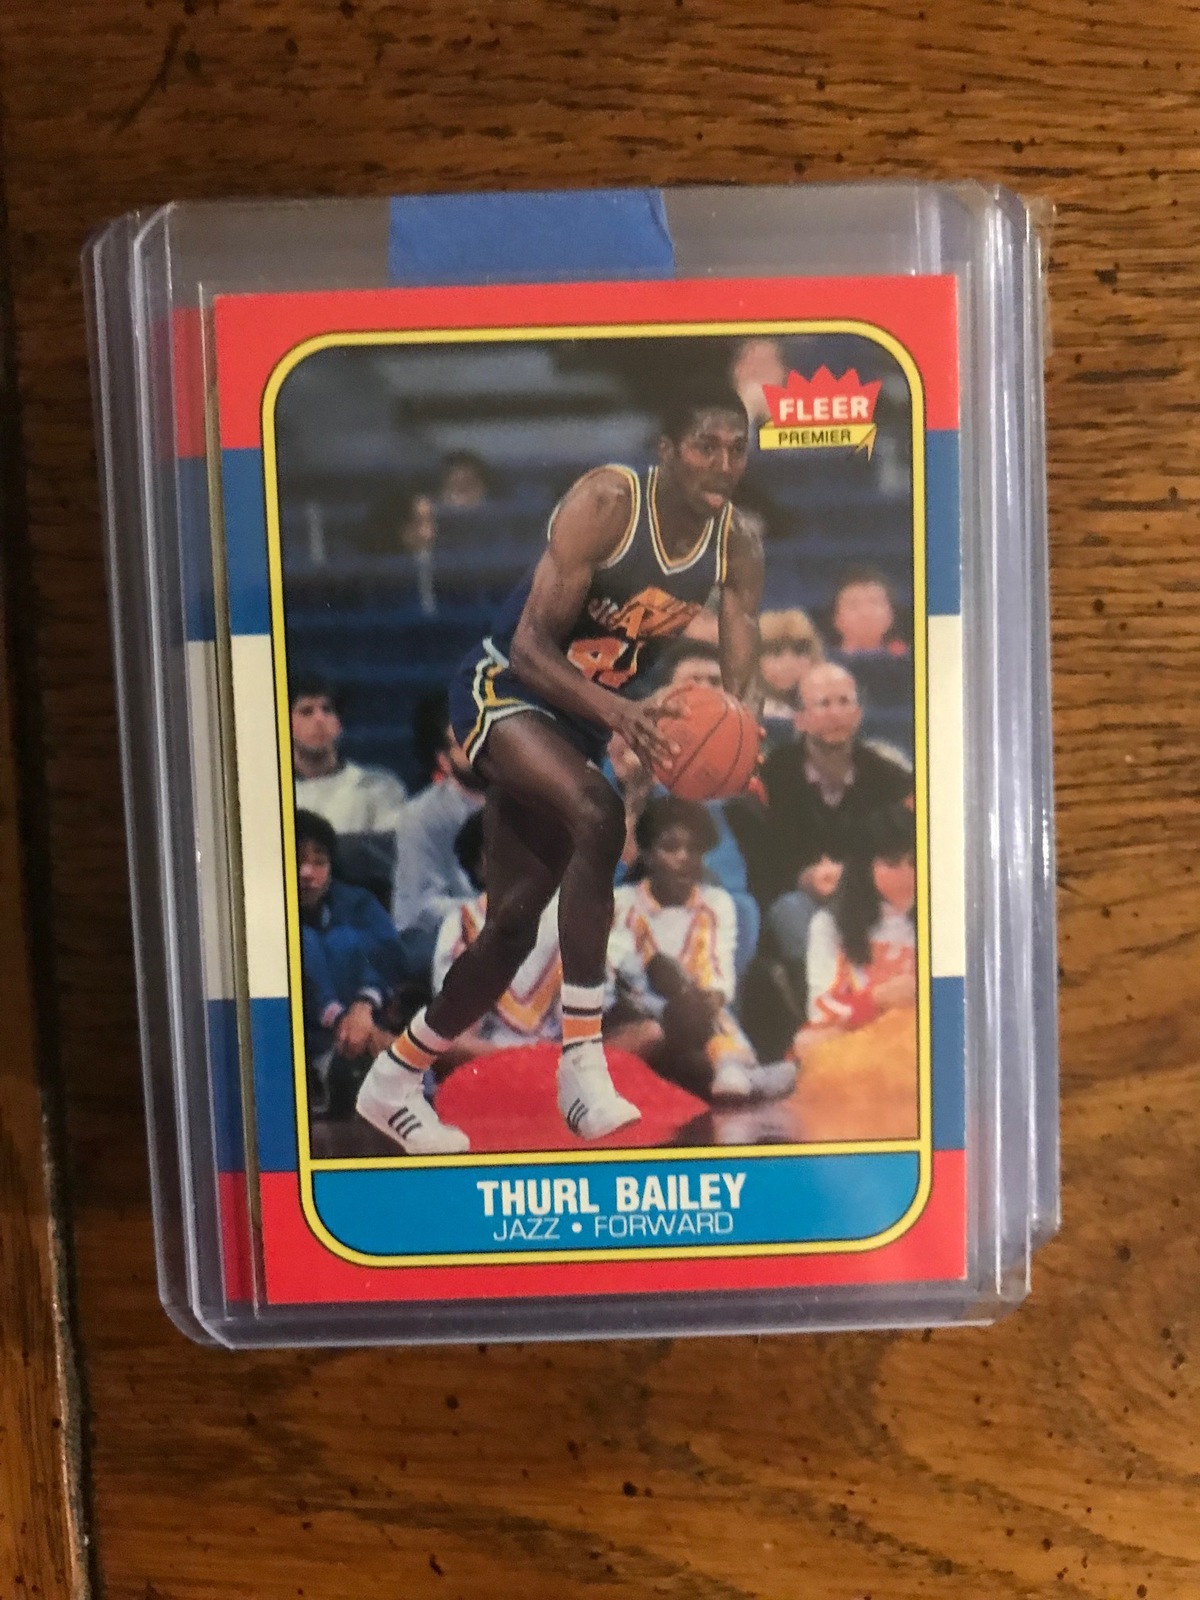 FLEER
PREMIER
THURL BAILEY
JAZZ • FORWARD